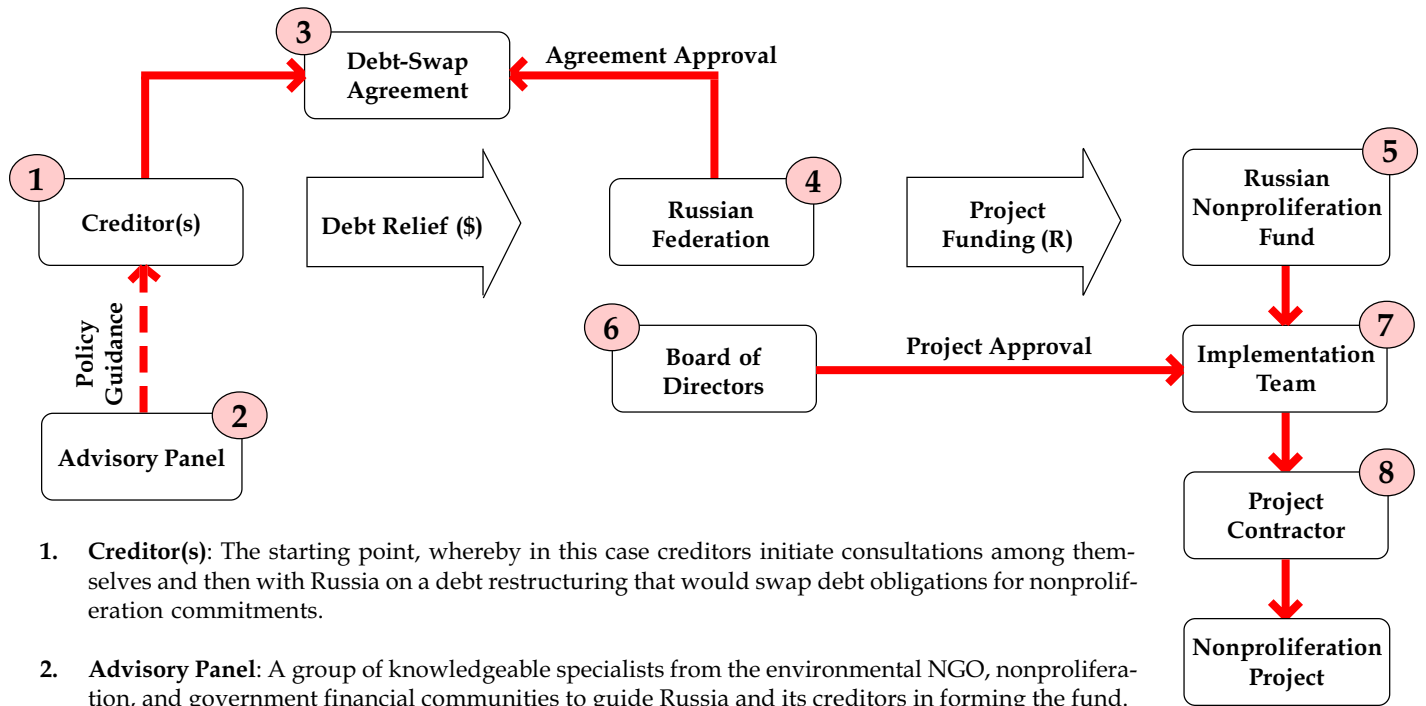 3
Debt-Swap
Agreement
Agreement Approval
1
Creditor(s)
Debt Relief ($)
4
Russian
Federation
Project
Funding (R)
5
Russian
Nonproliferation
Fund
Policy
Guidance
6
Board of
Directors
Project Approval
7
Implementation
Team
2
Advisory Panel
8
Project
Contractor
Nonproliferation
Project
1. Creditor(s): The starting point, whereby in this case creditors initiate consultations among them-
selves and then with Russia on a debt restructuring that would swap debt obligations for nonprolif-
eration commitments.
2. Advisory Panel: A group of knowledgeable specialists from the environmental NGO, nonprolifera-
tion, and government financial communities to guide Russia and its creditors in forming the fund.